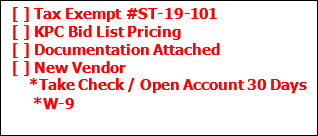 [ ] Tax Exempt #ST-19-101
[ ] KPC Bid List Pricing
[ ] Documentation Attached
[ ] New Vendor
*Take Check / Open Account 30 Days
*W-9